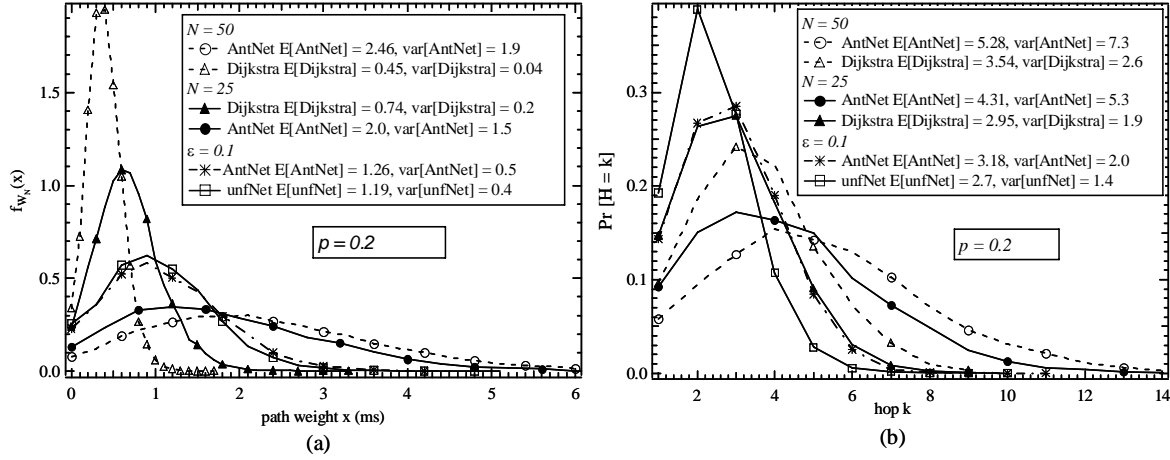 N = 50
AntNet E[AntNet] = 2.46, var[AntNet] = 1.9
Dijkstra E[Dijkstra] = 0.45, var[Dijkstra] = 0.04
N = 25
Dijkstra E[Dijkstra] = 0.74, var[Dijkstra] = 0.2
AntNet E[AntNet] = 2.0, var[AntNet] = 1.5
ε = 0.1
AntNet E[AntNet] = 1.26, var[AntNet] = 0.5
unfNet E[unfNet] = 1.19, var[unfNet] = 0.4
p = 0.2
1.5
1.0
0.5
0.0
f_{W_N}(x)
0 1 2 3 4 5 6
path weight x (ms)
(a)
N = 50
AntNet E[AntNet] = 5.28, var[AntNet] = 7.3
Dijkstra E[Dijkstra] = 3.54, var[Dijkstra] = 2.6
N = 25
AntNet E[AntNet] = 4.31, var[AntNet] = 5.3
Dijkstra E[Dijkstra] = 2.95, var[Dijkstra] = 1.9
ε = 0.1
AntNet E[AntNet] = 3.18, var[AntNet] = 2.0
unfNet E[unfNet] = 2.7, var[unfNet] = 1.4
p = 0.2
0.3
0.2
0.1
0.0
Pr [H = k]
2 4 6 8 10 12 14
hop k
(b)